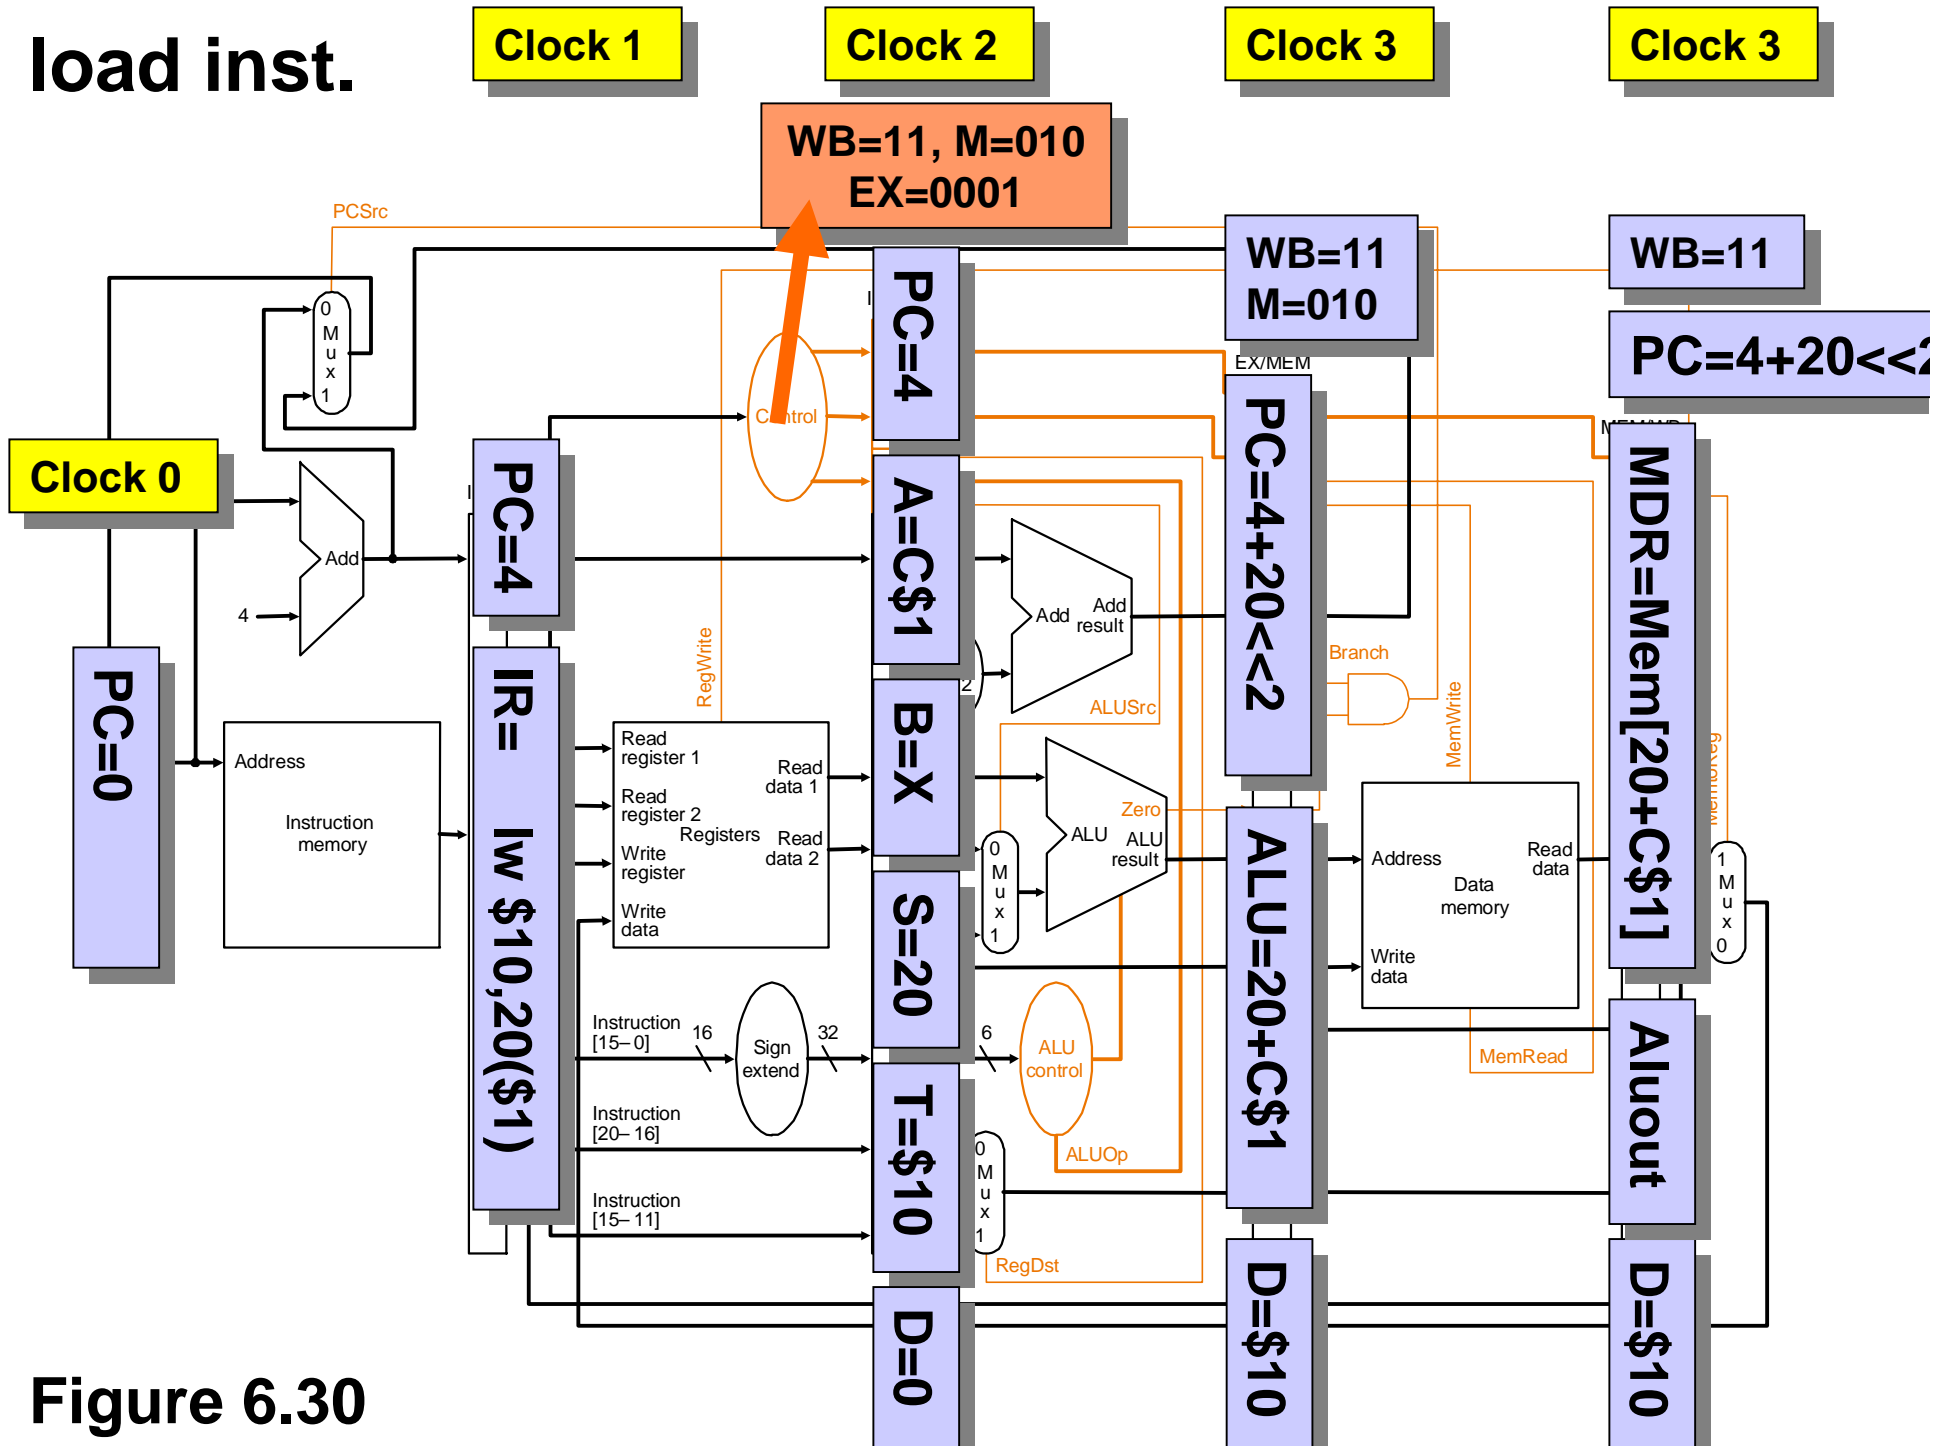 load inst.
Clock 1
Clock 2
Clock 3
Clock 3
WB=11, M=010
EX=0001
PCSrc
WB=11
M=010
WB=11
PC=4+20<<2
0
M
u
x
1
Control
PC=4
EX/MEM
Clock 0
PC=4
Add
4
A=C$1
Add
Add
result
PC=4+20<<2
MDR=Mem[20+C$1]
RegWrite
2
ALUSrc
Branch
MemWrite
PC=0
Address
Instruction
memory
IR=
lw $10,20($1)
Read
register 1
Read
register 2
Write
register
Write
data
Registers
Read
data 1
Read
data 2
B=X
Zero
ALU
ALU
result
0
M
u
x
1
ALU=20+C$1
Address
Read
data
Data
memory
Write
data
1
M
u
x
0
S=20
Instruction
[15–0]
16
Sign
extend
32
6
ALU
control
MemRead
Aluout
Instruction
[20–16]
T=$10
0
M
u
x
1
ALUOp
Instruction
[15–11]
RegDst
D=0
D=$10
D=$10
Figure 6.30